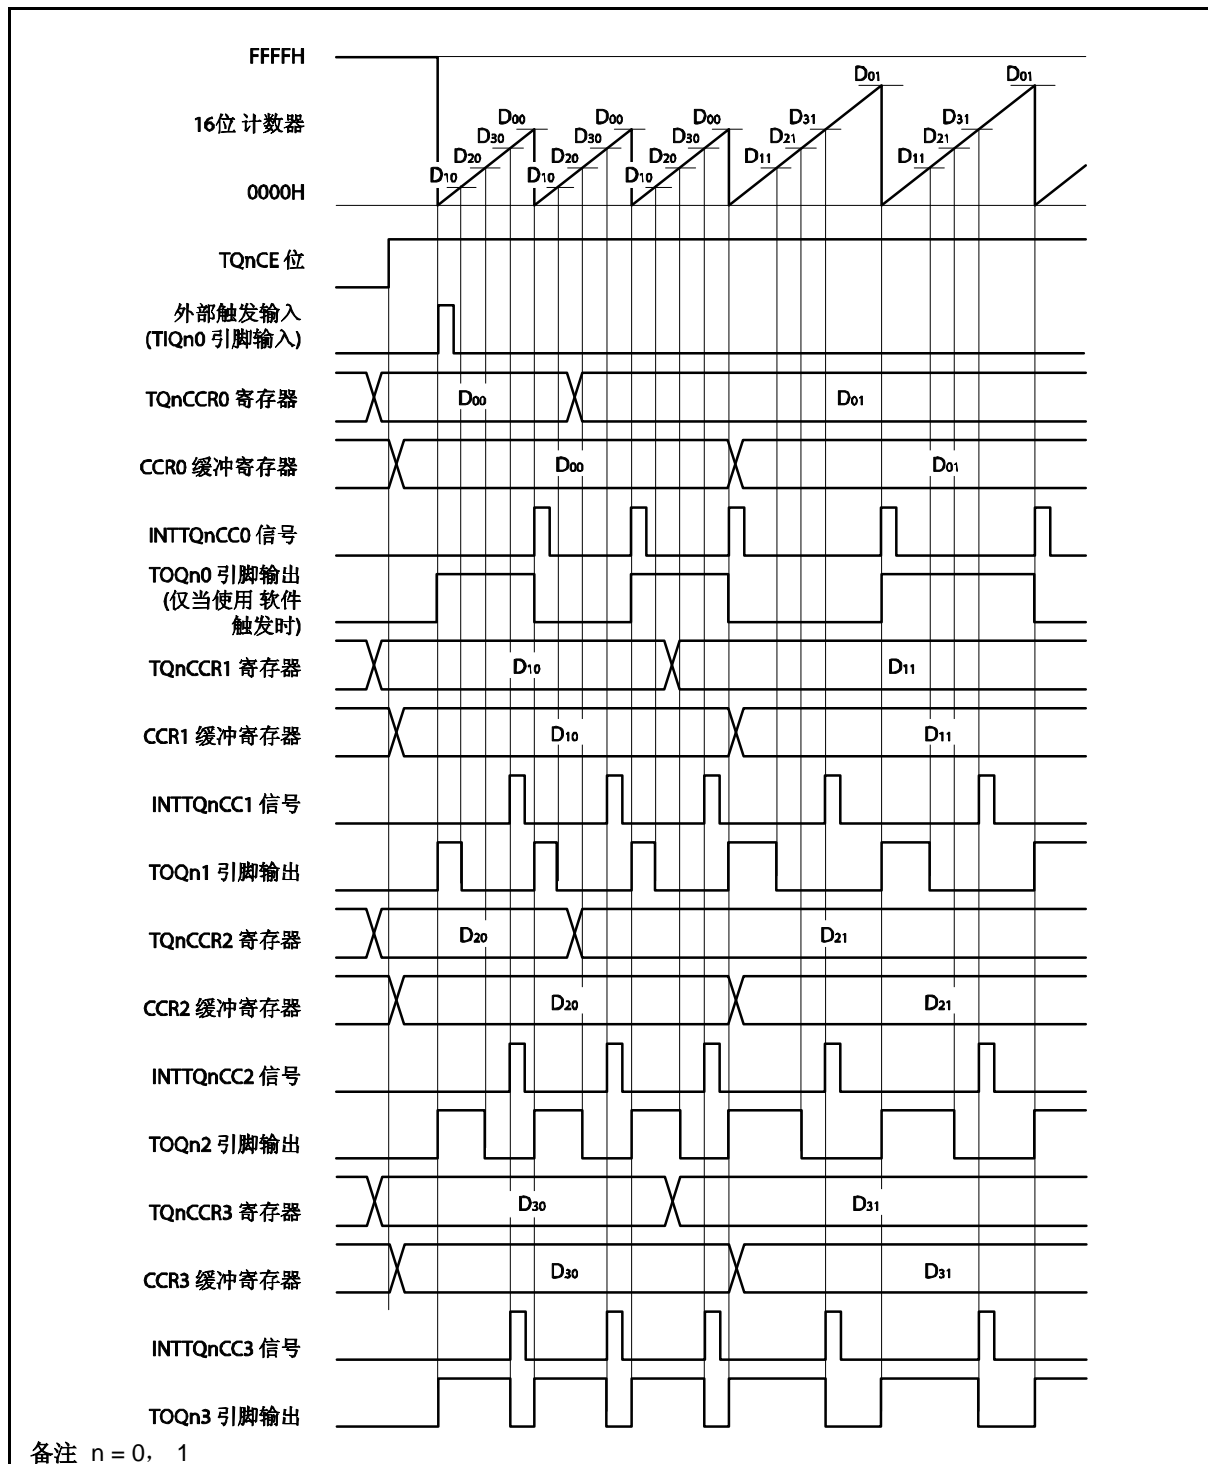 FFFFH
D01 D01
16位 计数器
D00 D00 D00 D31 D31
D30 D30 D30 D21 D21
D20 D20 D20 D11 D11
D10 D10 D10
0000H
TQnCE 位
外部触发输入
(TIQn0 引脚输入)
TQnCCR0 寄存器 D00 D01
CCR0 缓冲寄存器 D00 D01
INTTQnCC0 信号
TOQn0 引脚输出
(仅当使用 软件
触发时)
TQnCCR1 寄存器 D10 D11
CCR1 缓冲寄存器 D10 D11
INTTQnCC1 信号
TOQn1 引脚输出
TQnCCR2 寄存器 D20 D21
CCR2 缓冲寄存器 D20 D21
INTTQnCC2 信号
TOQn2 引脚输出
TQnCCR3 寄存器 D30 D31
CCR3 缓冲寄存器 D30 D31
INTTQnCC3 信号
TOQn3 引脚输出
备注 n = 0， 1